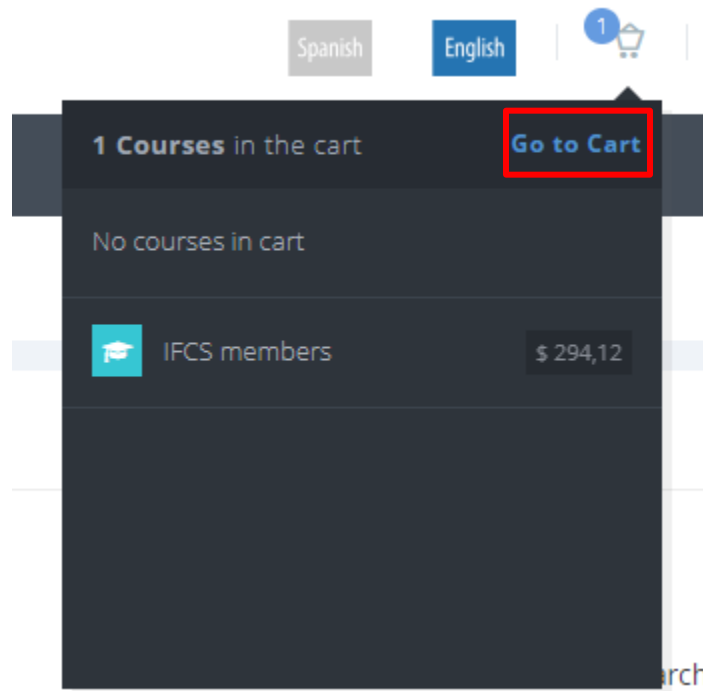 Spanish English 1
1 Courses in the cart Go to Cart
No courses in cart
IFCS members $ 294,12